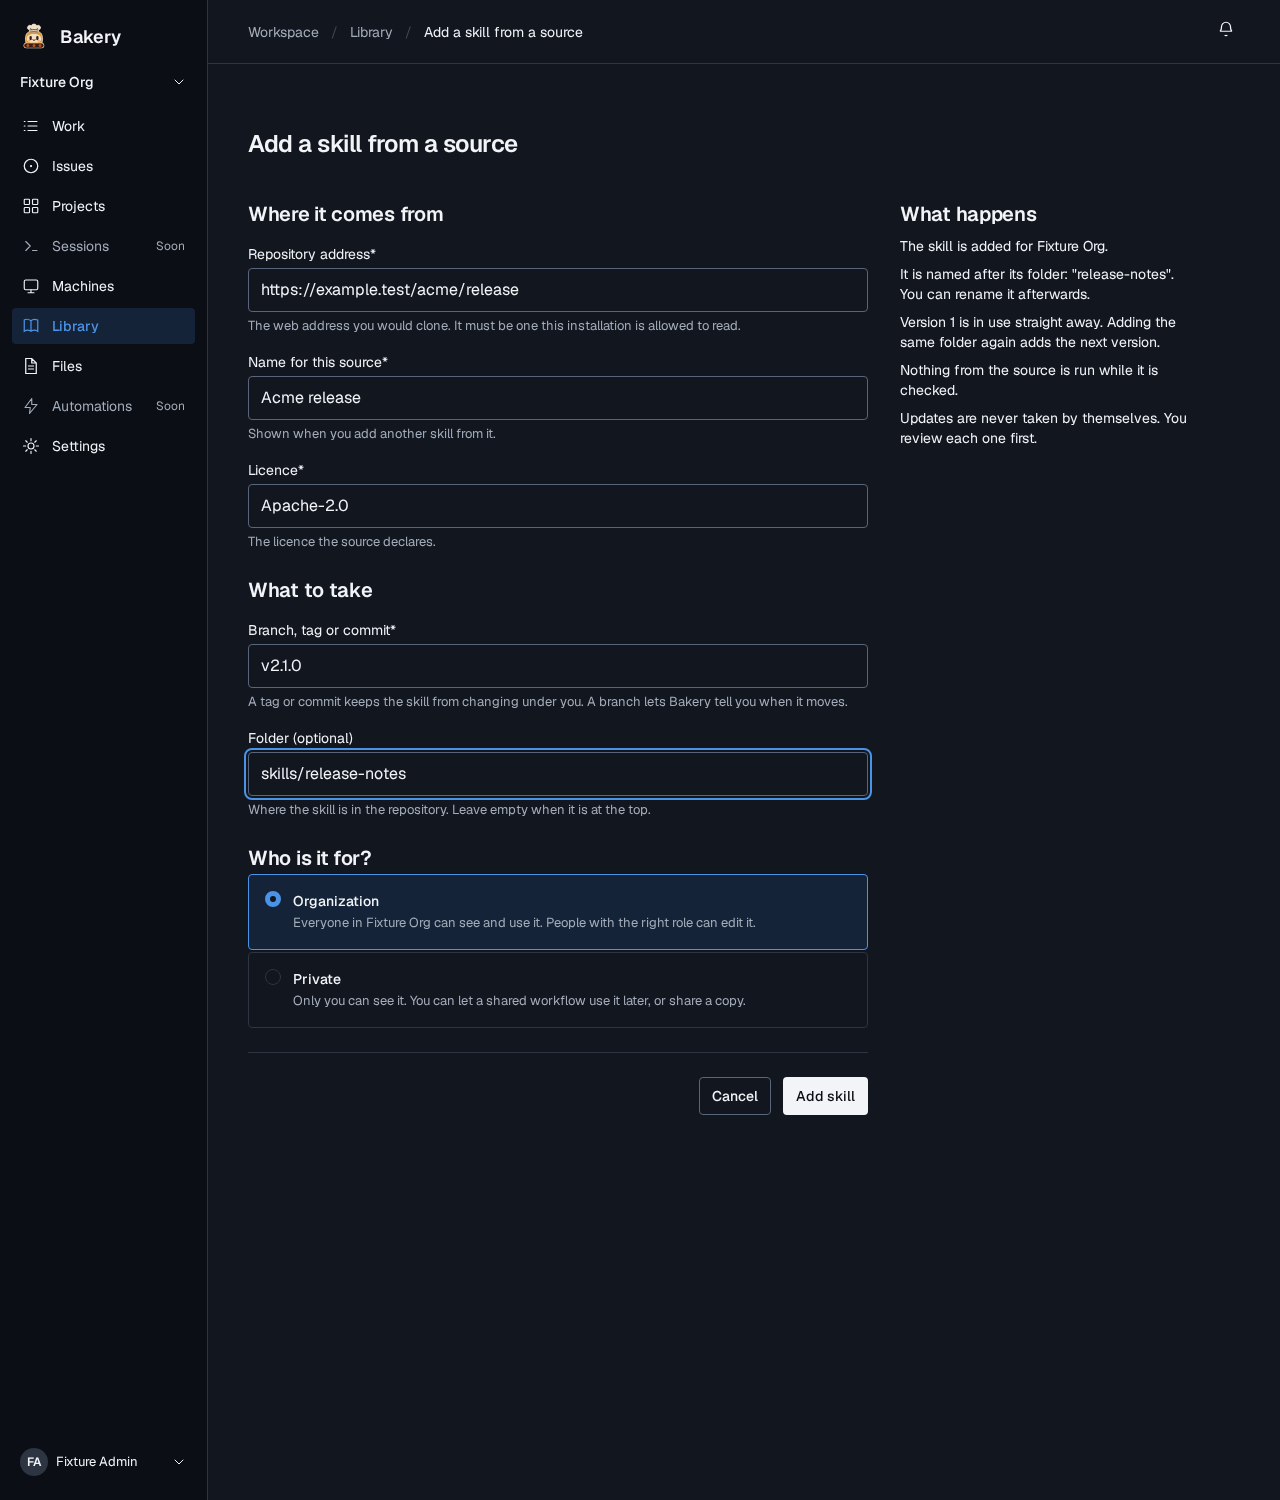 Bakery
Fixture Org
Work
Issues
Projects
Sessions Soon
Machines
Library
Files
Automations Soon
Settings
FA Fixture Admin
Workspace / Library / Add a skill from a source
Add a skill from a source
Where it comes from
Repository address*
https://example.test/acme/release
The web address you would clone. It must be one this installation is allowed to read.
Name for this source*
Acme release
Shown when you add another skill from it.
Licence*
Apache-2.0
The licence the source declares.
What to take
Branch, tag or commit*
v2.1.0
A tag or commit keeps the skill from changing under you. A branch lets Bakery tell you when it moves.
Folder (optional)
skills/release-notes
Where the skill is in the repository. Leave empty when it is at the top.
Who is it for?
Organization
Everyone in Fixture Org can see and use it. People with the right role can edit it.
Private
Only you can see it. You can let a shared workflow use it later, or share a copy.
Cancel Add skill
What happens
The skill is added for Fixture Org.
It is named after its folder: "release-notes".
You can rename it afterwards.
Version 1 is in use straight away. Adding the
same folder again adds the next version.
Nothing from the source is run while it is
checked.
Updates are never taken by themselves. You
review each one first.